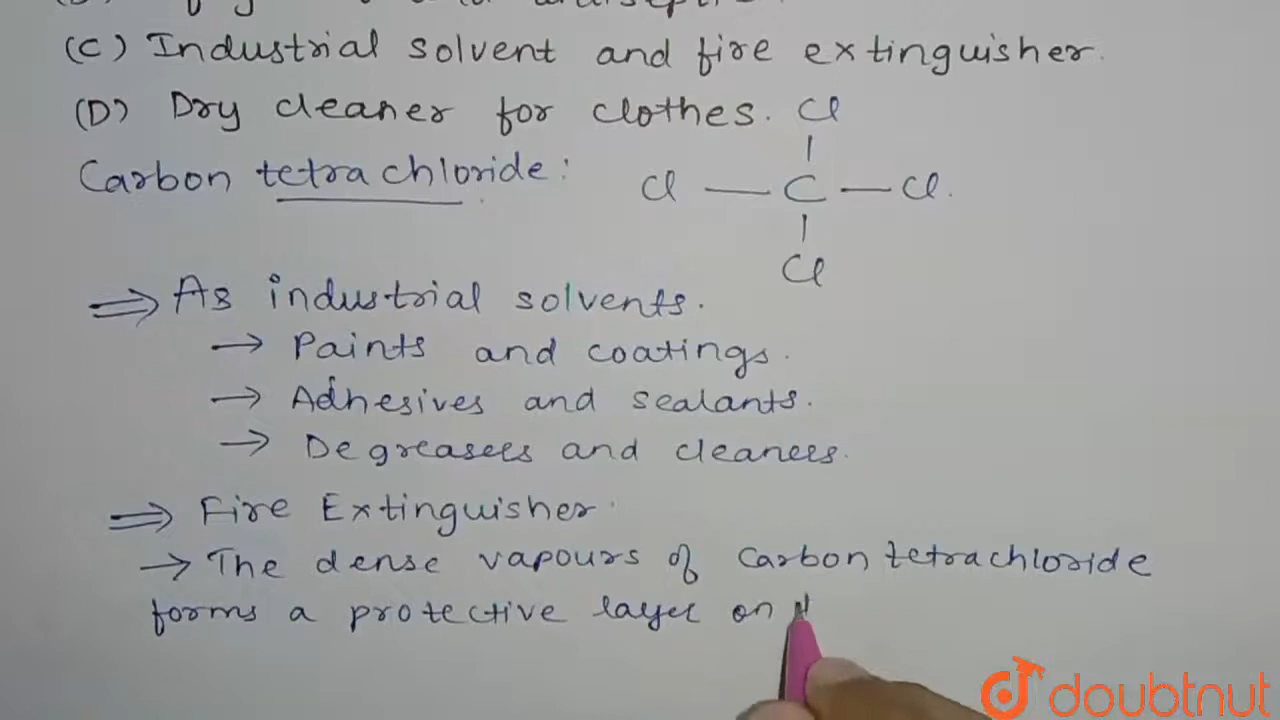 (C) Industrial solvent and fire extinguisher.
(D) Dry cleaner for clothes.
Cl
Carbon tetrachloride:
Cl — C — Cl.
Cl
⇒ As industrial solvents.
→ Paints and coatings.
→ Adhesives and sealants.
→ Degreasers and cleaners.
⇒ Fire Extinguisher.
→ The dense vapours of Carbon tetrachloride
forms a protective layer on
doubtnut